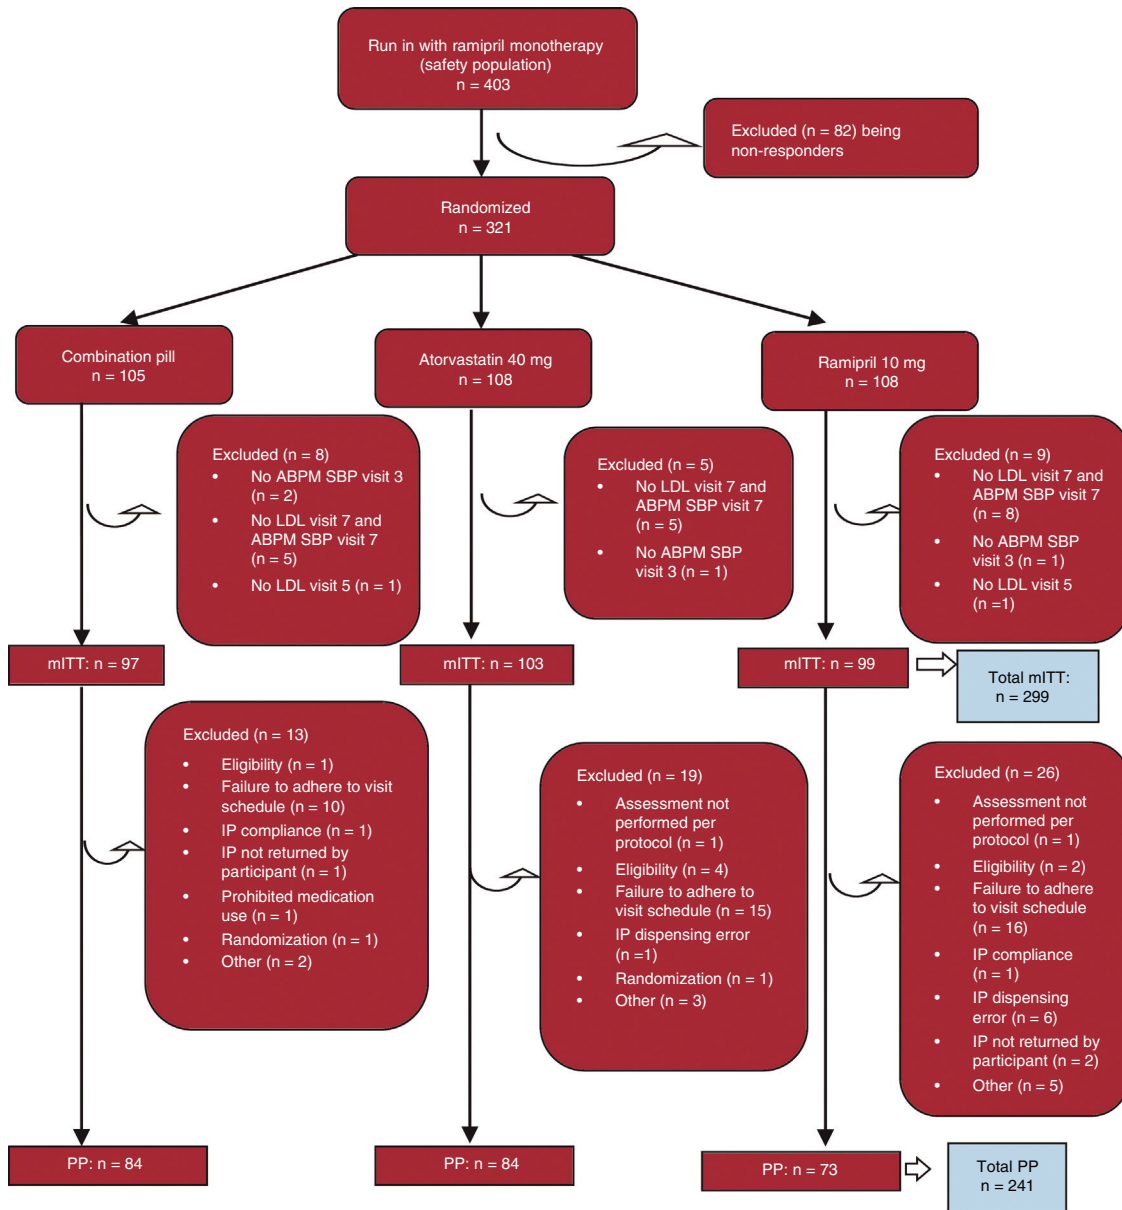 Run in with ramipril monotherapy
(safety population)
n = 403
Excluded (n = 82) being
non-responders
Randomized
n = 321
Combination pill
n = 105
Atorvastatin 40 mg
n = 108
Ramipril 10 mg
n = 108
Excluded (n = 8)
• No ABPM SBP visit 3
(n = 2)
• No LDL visit 7 and
ABPM SBP visit 7
(n = 5)
• No LDL visit 5 (n = 1)
Excluded (n = 5)
• No LDL visit 7 and
ABPM SBP visit 7
(n = 5)
• No ABPM SBP
visit 3 (n = 1)
Excluded (n = 9)
• No LDL visit 7 and
ABPM SBP visit 7
(n = 8)
• No ABPM SBP
visit 3 (n = 1)
• No LDL visit 5
(n =1)
mITT: n = 97
mITT: n = 103
mITT: n = 99
Total mITT:
n = 299
Excluded (n = 13)
• Eligibility (n = 1)
• Failure to adhere to visit
schedule (n = 10)
• IP compliance (n = 1)
• IP not returned by
participant (n = 1)
• Prohibited medication
use (n = 1)
• Randomization (n = 1)
• Other (n = 2)
Excluded (n = 19)
• Assessment not
performed per
protocol (n = 1)
• Eligibility (n = 4)
• Failure to adhere to
visit schedule (n = 15)
• IP dispensing error
(n =1)
• Randomization (n = 1)
• Other (n = 3)
Excluded (n = 26)
• Assessment not
performed per
protocol (n = 1)
• Eligibility (n = 2)
• Failure to adhere
to visit schedule
(n = 16)
• IP compliance
(n = 1)
• IP dispensing
error (n = 6)
• IP not returned by
participant (n = 2)
• Other (n = 5)
PP: n = 84
PP: n = 84
PP: n = 73
Total PP
n = 241